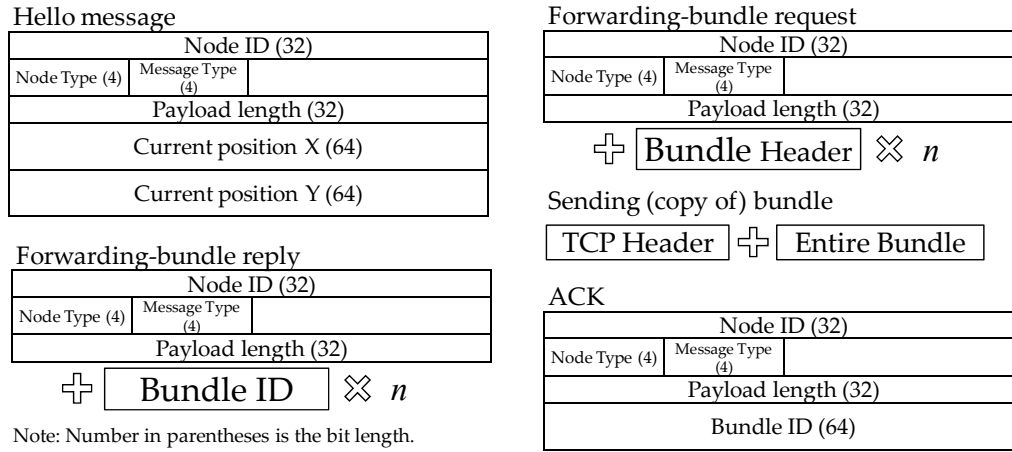 Hello message
Node ID (32)
Node Type (4) Message Type
(4)
Payload length (32)
Current position X (64)
Current position Y (64)
Forwarding-bundle reply
Node ID (32)
Node Type (4) Message Type
(4)
Payload length (32)
Bundle ID n
Note: Number in parentheses is the bit length.
Forwarding-bundle request
Node ID (32)
Node Type (4) Message Type
(4)
Payload length (32)
Bundle Header n
Sending (copy of) bundle
TCP Header Entire Bundle
ACK
Node ID (32)
Node Type (4) Message Type
(4)
Payload length (32)
Bundle ID (64)